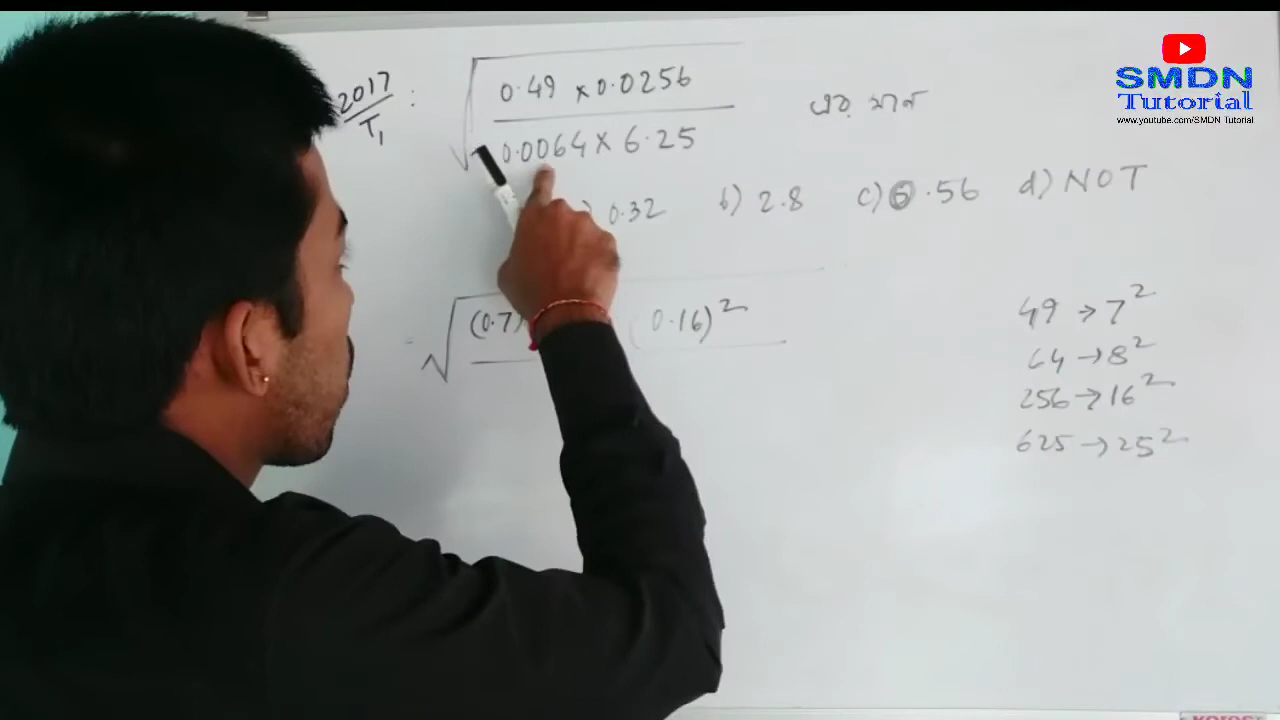 2017/T1 : √(0.49 × 0.0256
0.0064 × 6.25) এর মান
) 0.32 b) 2.8 c) 6.56 d) NOT
= √(0.7) (0.16)²
49 → 7²
64 → 8²
256 → 16²
625 → 25²
SMDN
Tutorial
www.youtube.com/SMDN Tutorial